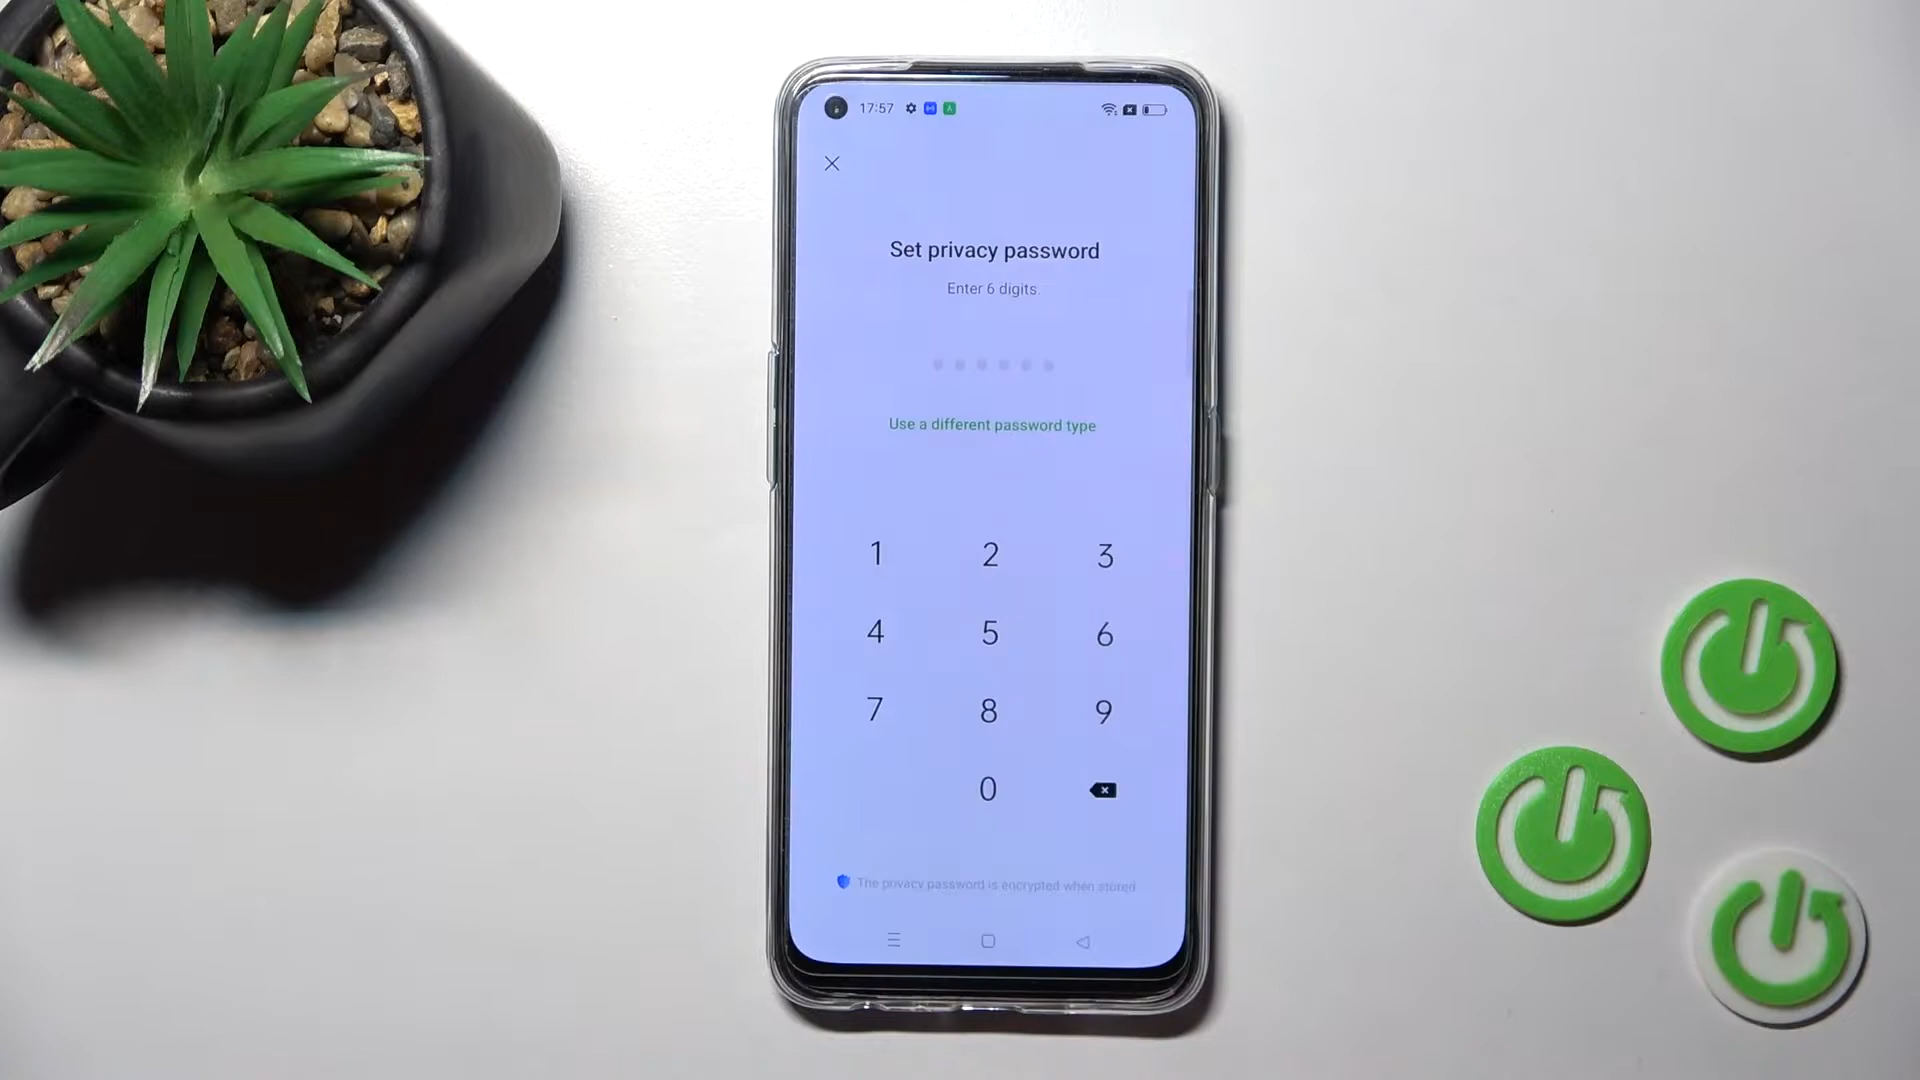 17:57
Set privacy password
Enter 6 digits.
Use a different password type
1 2 3
4 5 6
7 8 9
0
The privacy password is encrypted when stored